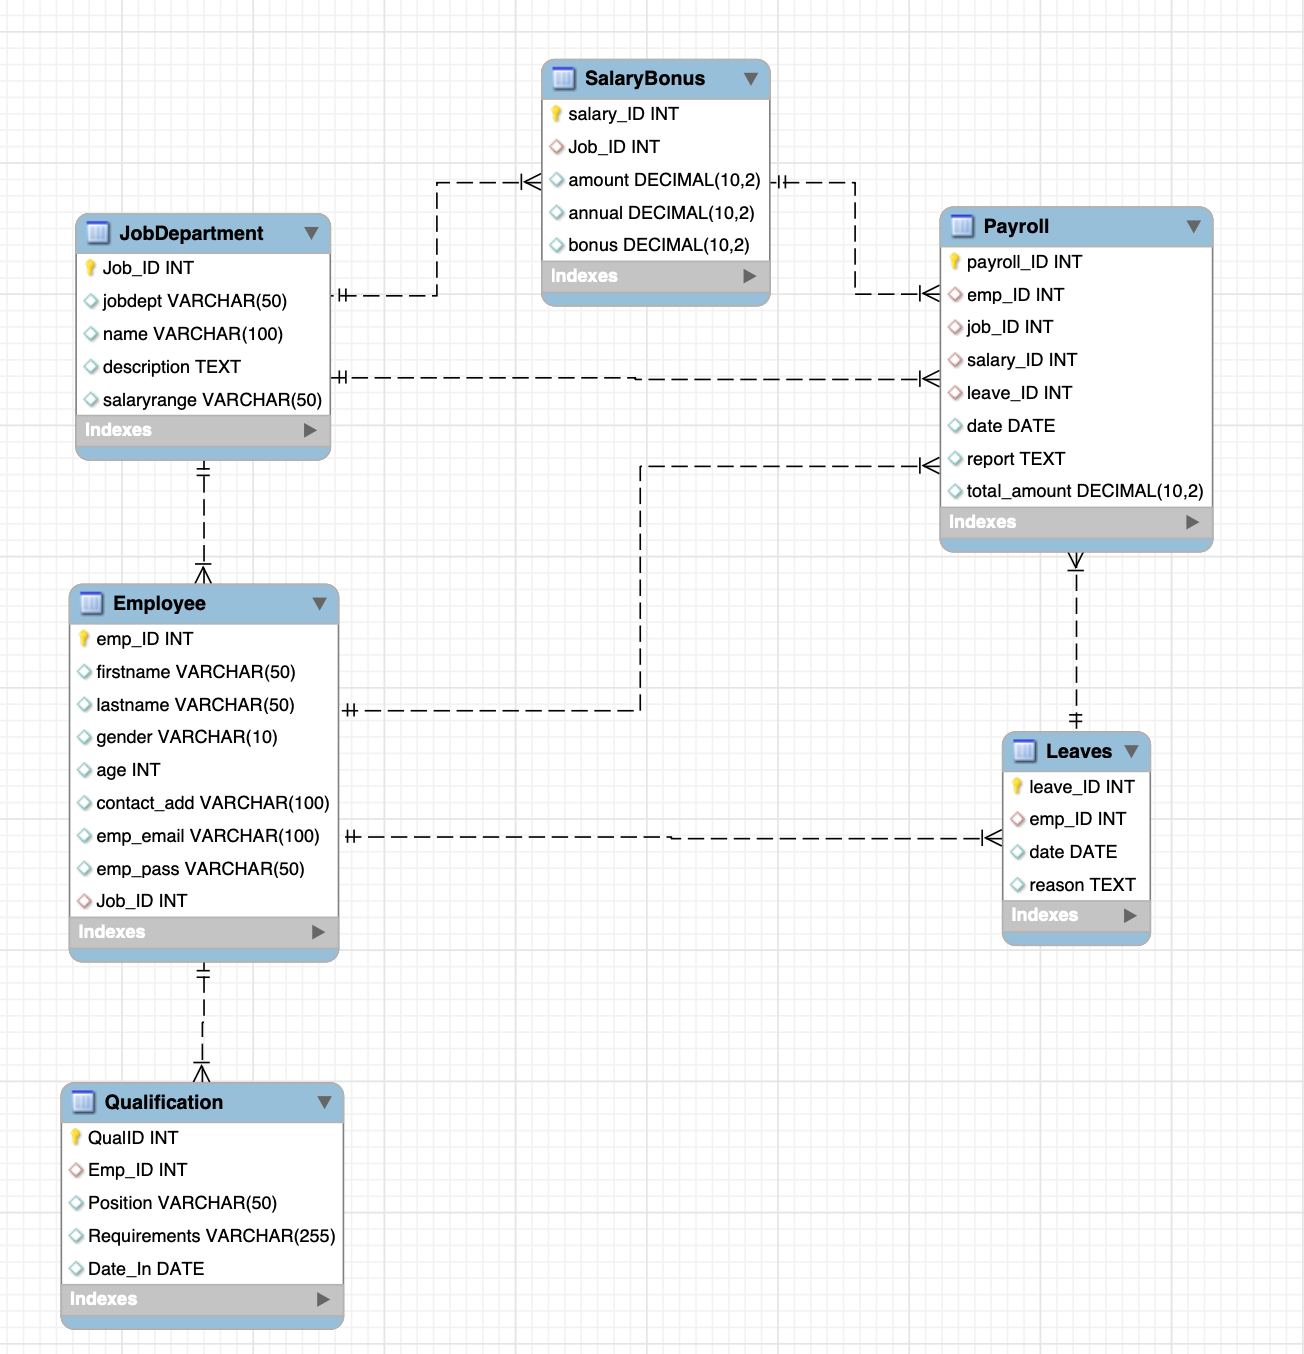 SalaryBonus
salary_ID INT
Job_ID INT
amount DECIMAL(10,2)
annual DECIMAL(10,2)
bonus DECIMAL(10,2)
Indexes
JobDepartment
Job_ID INT
jobdept VARCHAR(50)
name VARCHAR(100)
description TEXT
salaryrange VARCHAR(50)
Indexes
Payroll
payroll_ID INT
emp_ID INT
job_ID INT
salary_ID INT
leave_ID INT
date DATE
report TEXT
total_amount DECIMAL(10,2)
Indexes
Employee
emp_ID INT
firstname VARCHAR(50)
lastname VARCHAR(50)
gender VARCHAR(10)
age INT
contact_add VARCHAR(100)
emp_email VARCHAR(100)
emp_pass VARCHAR(50)
Job_ID INT
Indexes
Leaves
leave_ID INT
emp_ID INT
date DATE
reason TEXT
Indexes
Qualification
QualID INT
Emp_ID INT
Position VARCHAR(50)
Requirements VARCHAR(255)
Date_In DATE
Indexes